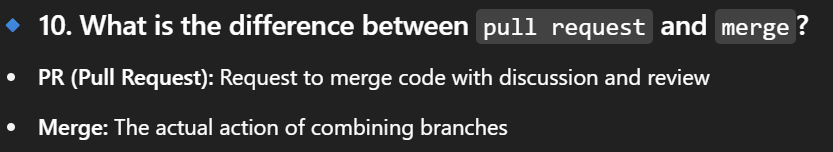 10. What is the difference between pull request and merge?
• PR (Pull Request): Request to merge code with discussion and review
• Merge: The actual action of combining branches